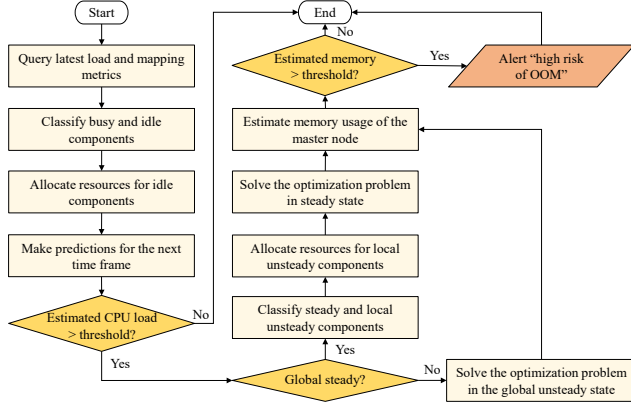 Start
Query latest load and mapping
metrics
Classify busy and idle
components
Allocate resources for idle
components
Make predictions for the next
time frame
Estimated CPU load
> threshold?
No
Yes
End
No
Estimated memory
> threshold?
Yes
Alert “high risk
of OOM”
Estimate memory usage of the
master node
Solve the optimization problem
in steady state
Allocate resources for local
unsteady components
Classify steady and local
unsteady components
Yes
Global steady?
No
Solve the optimization problem
in the global unsteady state